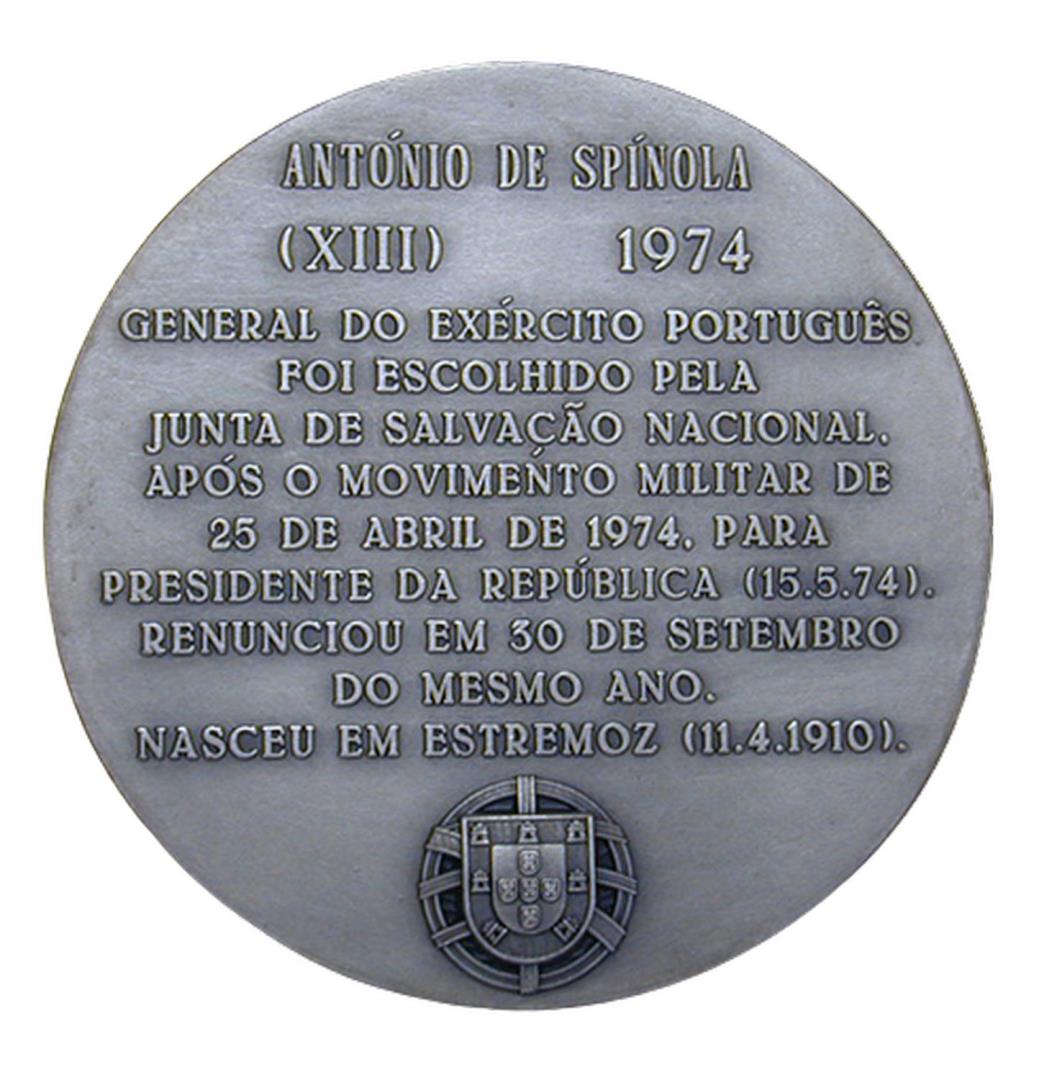 ANTÓNIO DE SPÍNOLA
(XIII) 1974
GENERAL DO EXÉRCITO PORTUGUÊS
FOI ESCOLHIDO PELA
JUNTA DE SALVAÇÃO NACIONAL,
APÓS O MOVIMENTO MILITAR DE
25 DE ABRIL DE 1974, PARA
PRESIDENTE DA REPÚBLICA (15.5.74).
RENUNCIOU EM 30 DE SETEMBRO
DO MESMO ANO.
NASCEU EM ESTREMOZ (11.4.1910).